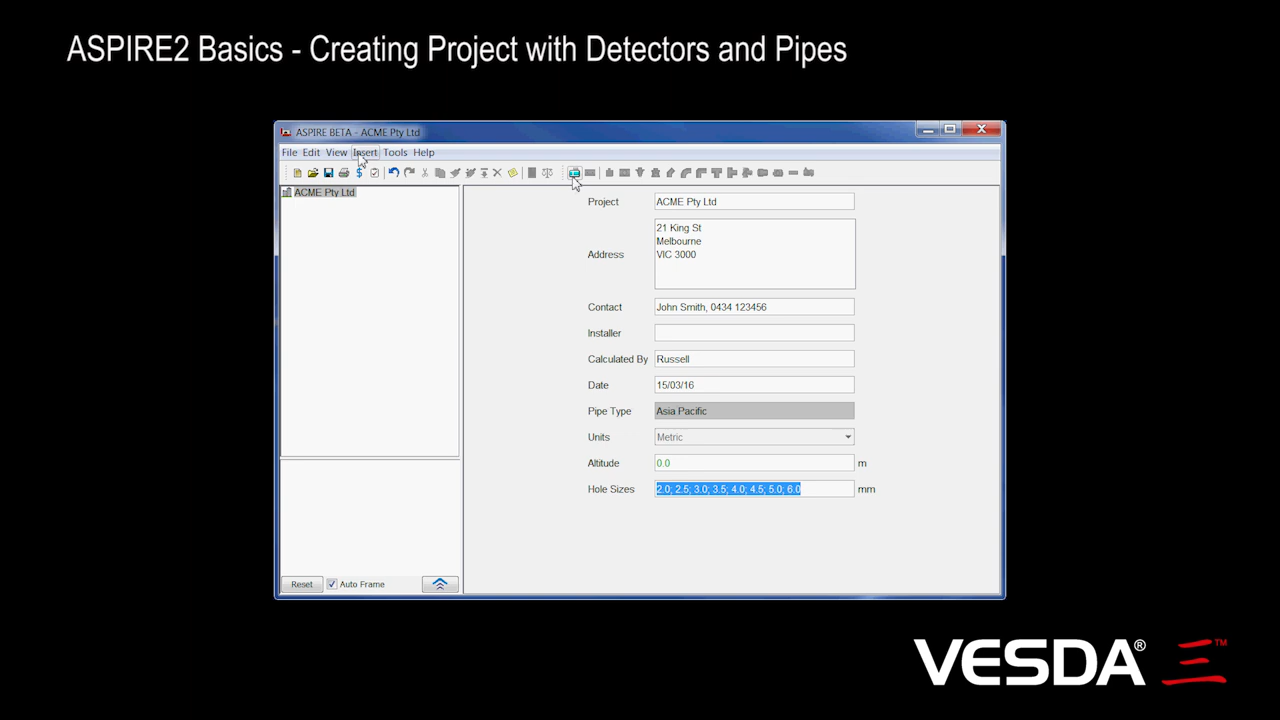 ASPIRE2 Basics - Creating Project with Detectors and Pipes
ASPIRE BETA - ACME Pty Ltd
File Edit View Insert Tools Help
$
ACME Pty Ltd
Project ACME Pty Ltd
Address
21 King St
Melbourne
VIC 3000
Contact John Smith, 0434 123456
Installer
Calculated By Russell
Date 15/03/16
Pipe Type Asia Pacific
Units Metric
Altitude 0.0 m
Hole Sizes 2.0; 2.5; 3.0; 3.5; 4.0; 4.5; 5.0; 6.0 mm
Reset Auto Frame
VESDA® ™